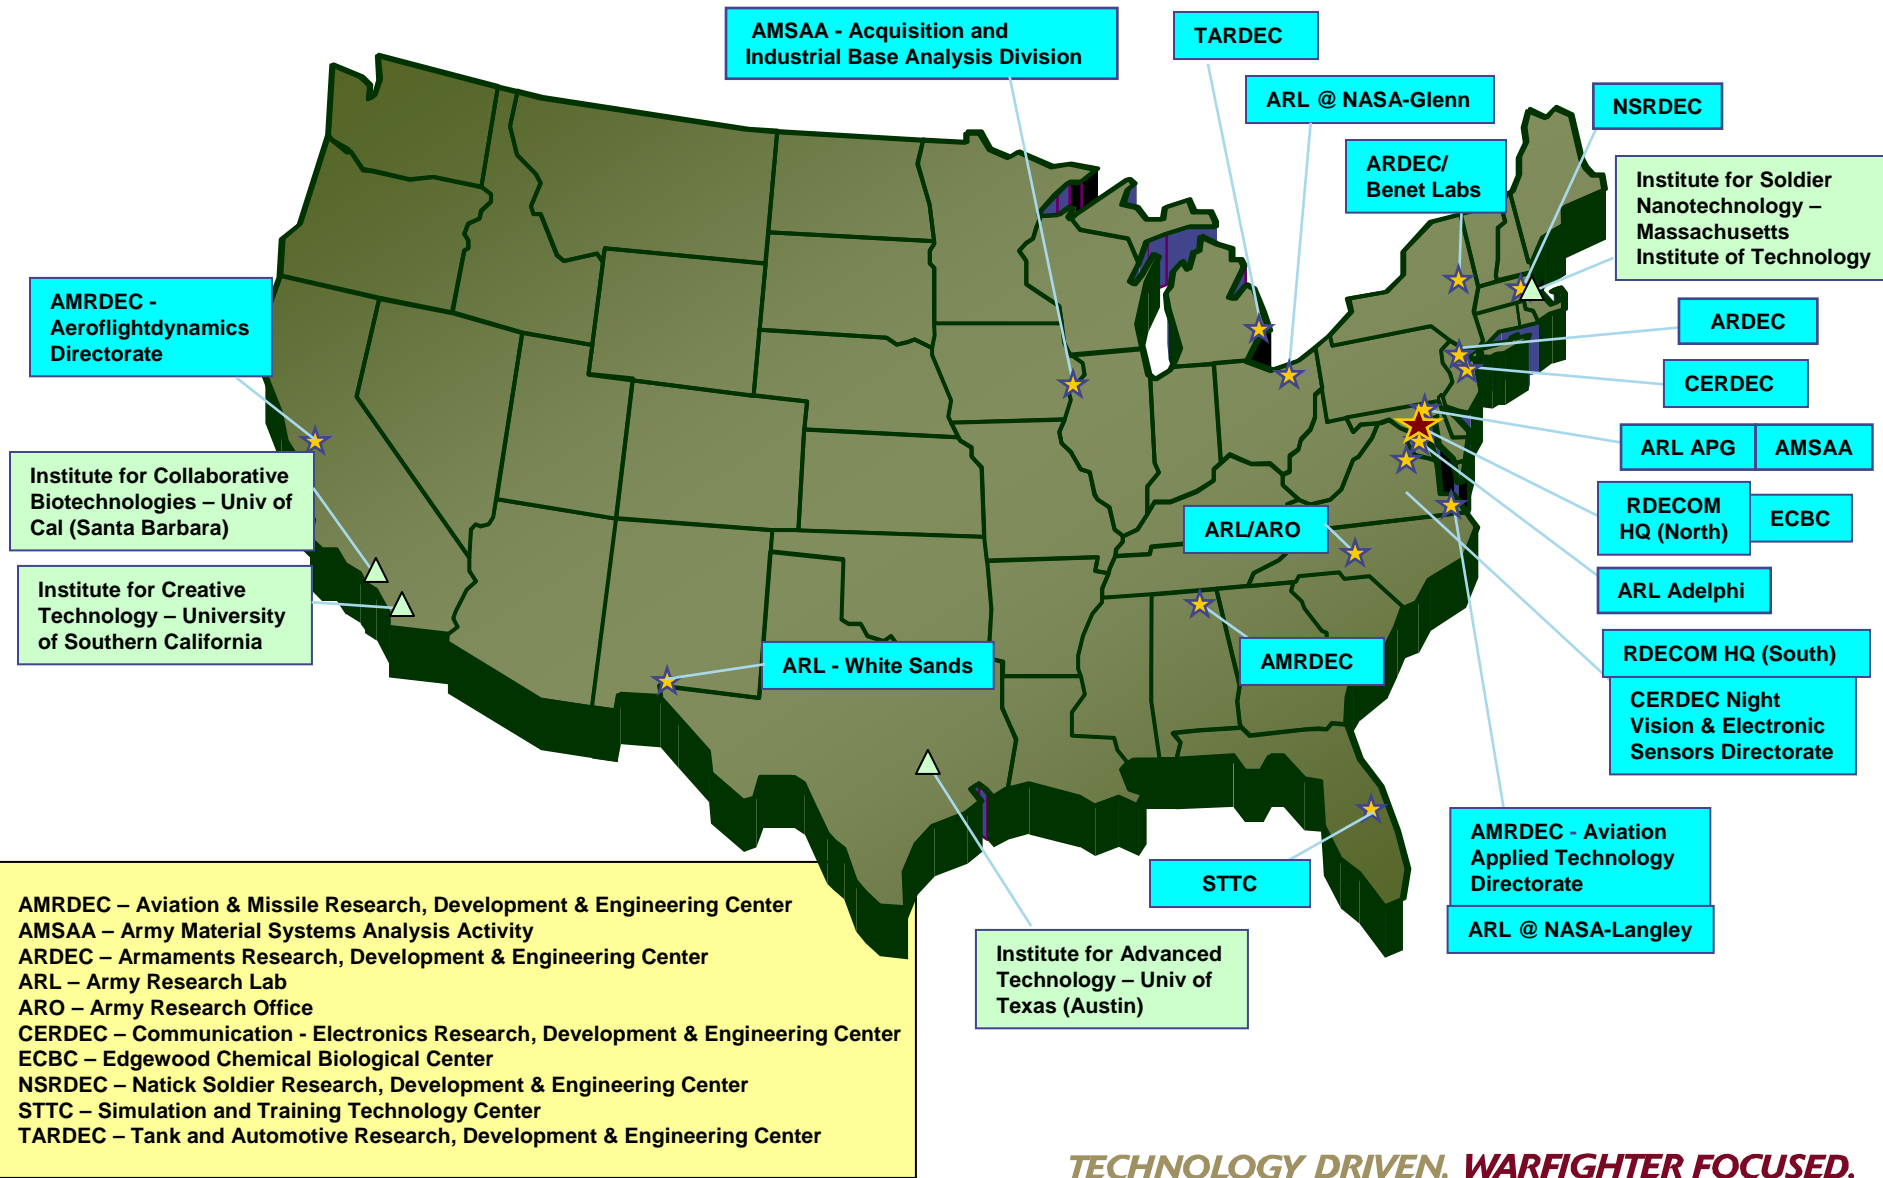 AMSAA - Acquisition and
Industrial Base Analysis Division
TARDEC
ARL @ NASA-Glenn
NSRDEC
ARDEC/
Benet Labs
Institute for Soldier
Nanotechnology –
Massachusetts
Institute of Technology
AMRDEC -
Aeroflightdynamics
Directorate
ARDEC
CERDEC
ARL APG
AMSAA
Institute for Collaborative
Biotechnologies – Univ of
Cal (Santa Barbara)
RDECOM
HQ (North)
ECBC
ARL/ARO
Institute for Creative
Technology – University
of Southern California
ARL Adelphi
ARL - White Sands
AMRDEC
RDECOM HQ (South)
CERDEC Night
Vision & Electronic
Sensors Directorate
AMRDEC - Aviation
Applied Technology
Directorate
STTC
ARL @ NASA-Langley
Institute for Advanced
Technology – Univ of
Texas (Austin)
AMRDEC – Aviation & Missile Research, Development & Engineering Center
AMSAA – Army Material Systems Analysis Activity
ARDEC – Armaments Research, Development & Engineering Center
ARL – Army Research Lab
ARO – Army Research Office
CERDEC – Communication - Electronics Research, Development & Engineering Center
ECBC – Edgewood Chemical Biological Center
NSRDEC – Natick Soldier Research, Development & Engineering Center
STTC – Simulation and Training Technology Center
TARDEC – Tank and Automotive Research, Development & Engineering Center
TECHNOLOGY DRIVEN. WARFIGHTER FOCUSED.